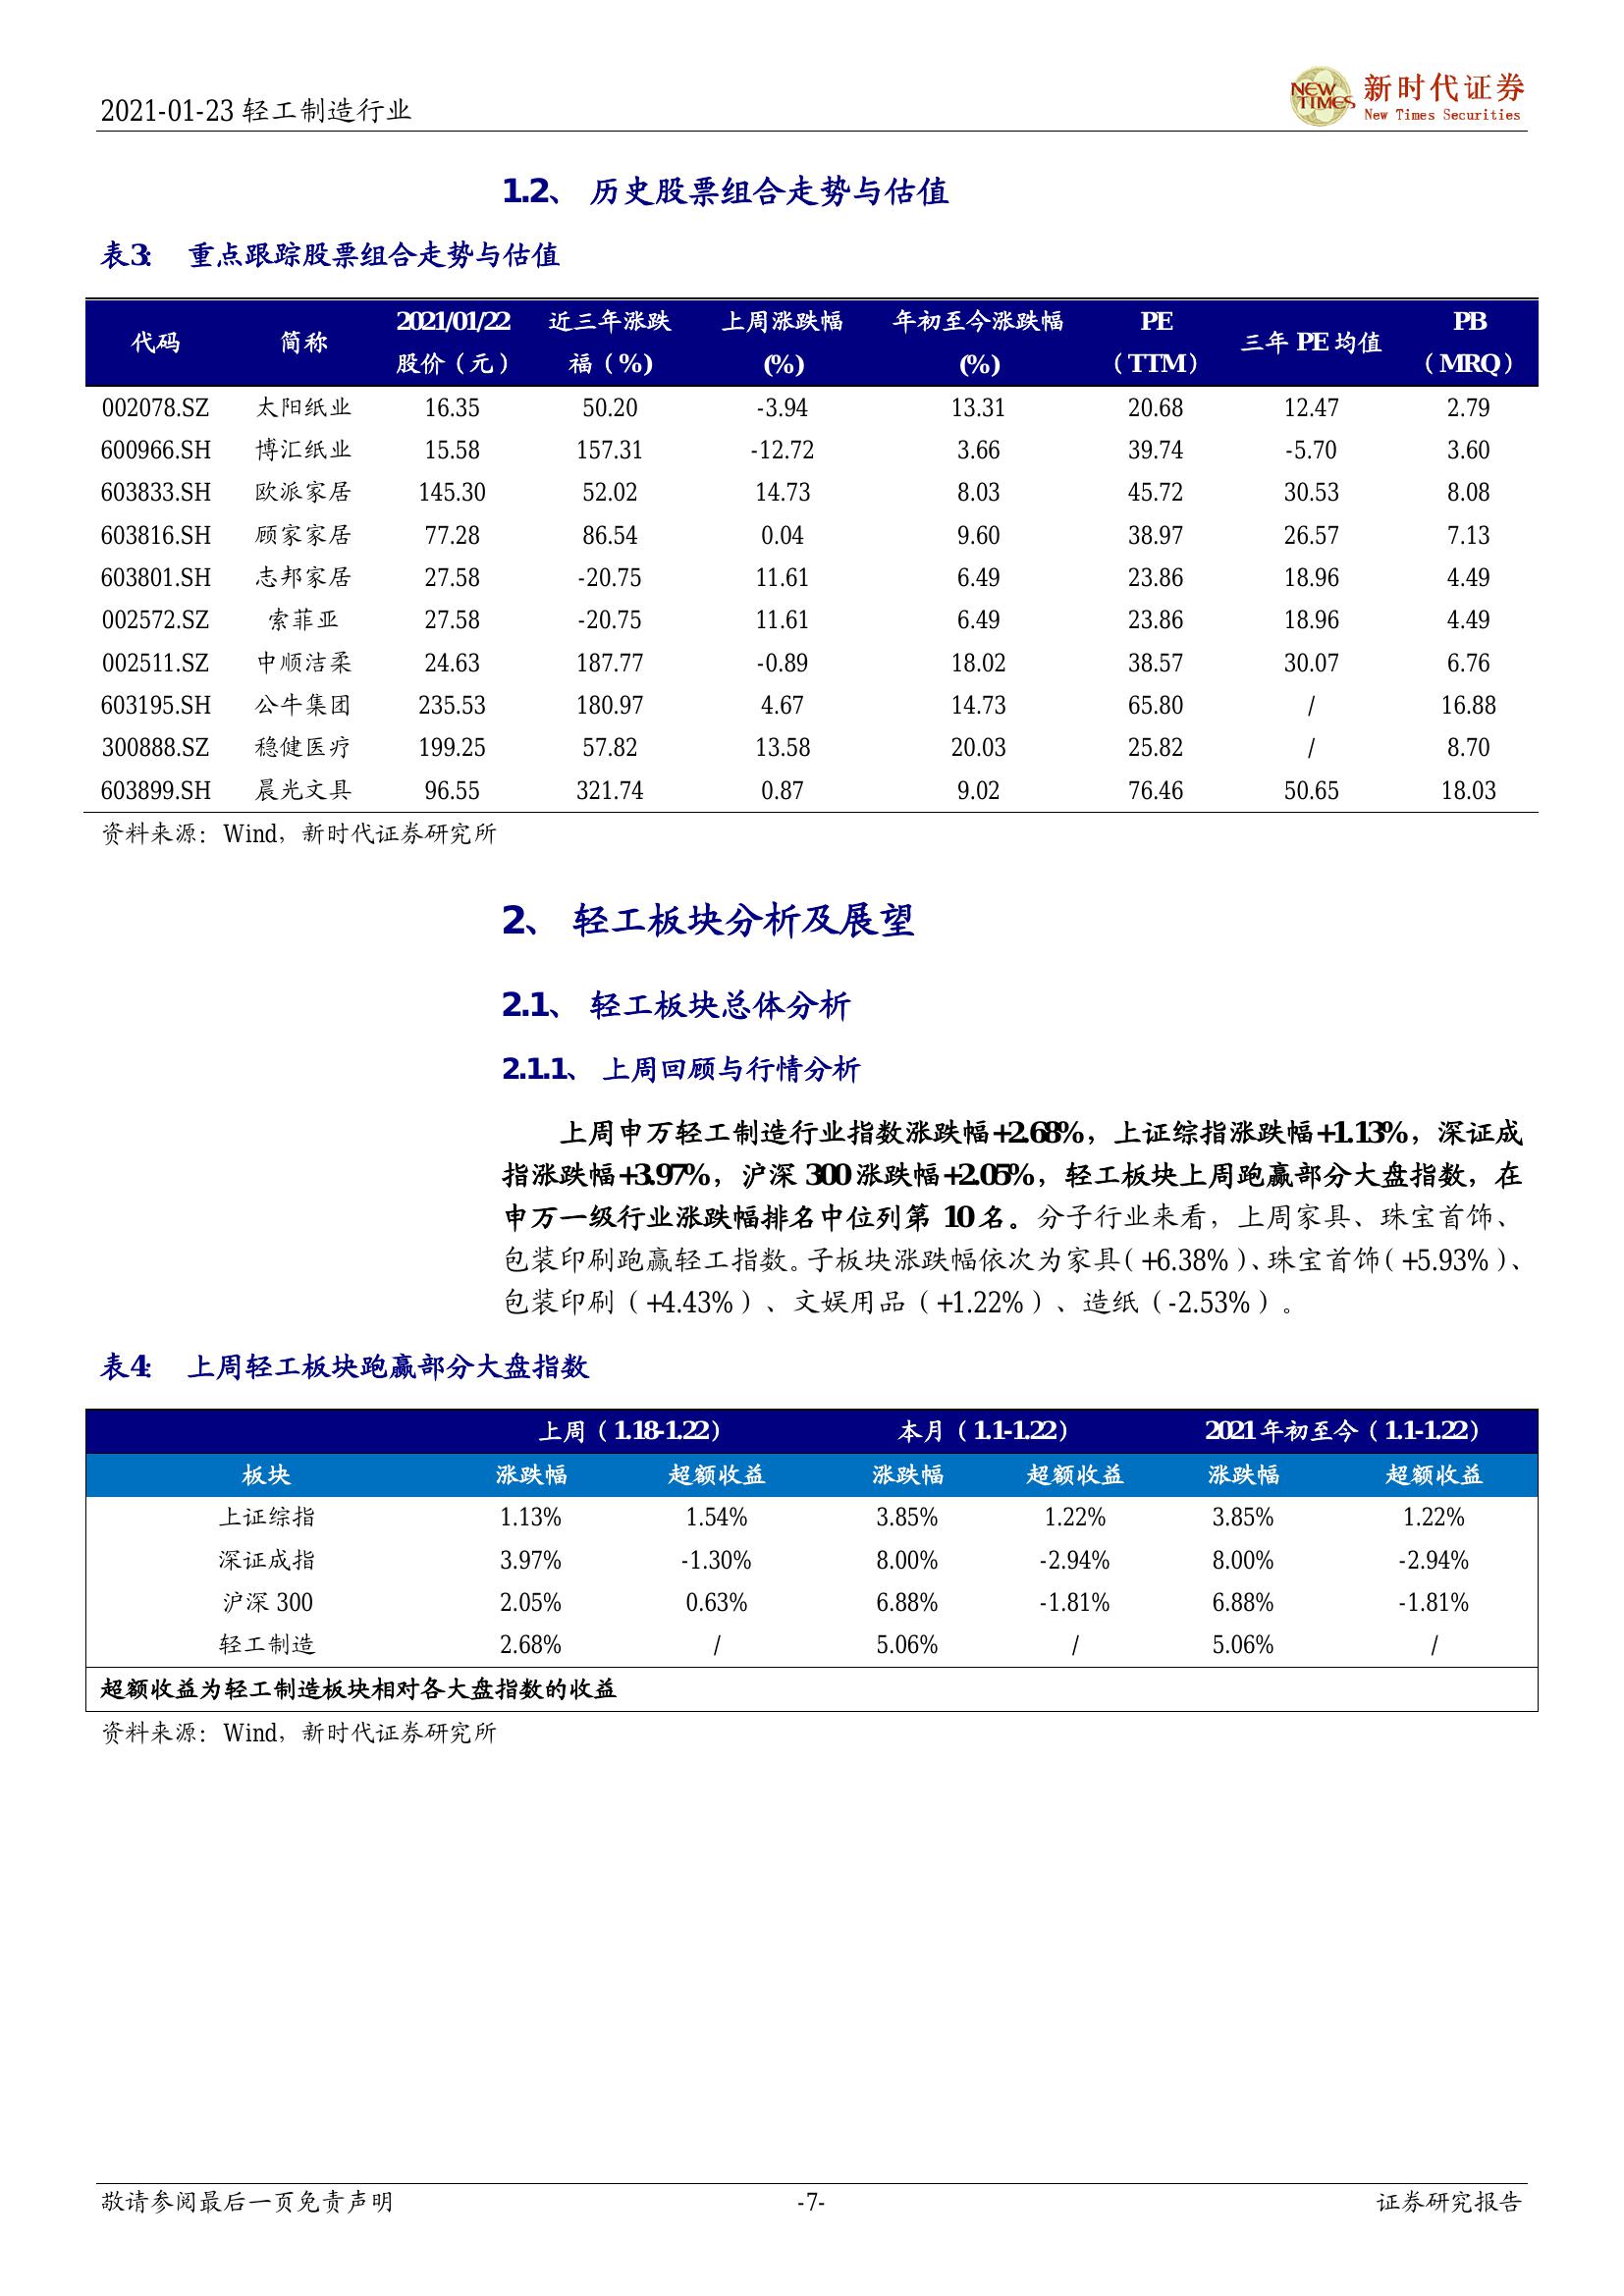 2021-01-23 轻工制造行业
NEW TIMES 新时代证券
New Times Securities
1.2、 历史股票组合走势与估值
表3: 重点跟踪股票组合走势与估值
代码 简称 2021/01/22 股价（元） 近三年涨跌福（%) 上周涨跌幅(%) 年初至今涨跌幅(%) PE（TTM） 三年 PE 均值 PB（MRQ）
002078.SZ 太阳纸业 16.35 50.20 -3.94 13.31 20.68 12.47 2.79
600966.SH 博汇纸业 15.58 157.31 -12.72 3.66 39.74 -5.70 3.60
603833.SH 欧派家居 145.30 52.02 14.73 8.03 45.72 30.53 8.08
603816.SH 顾家家居 77.28 86.54 0.04 9.60 38.97 26.57 7.13
603801.SH 志邦家居 27.58 -20.75 11.61 6.49 23.86 18.96 4.49
002572.SZ 索菲亚 27.58 -20.75 11.61 6.49 23.86 18.96 4.49
002511.SZ 中顺洁柔 24.63 187.77 -0.89 18.02 38.57 30.07 6.76
603195.SH 公牛集团 235.53 180.97 4.67 14.73 65.80 / 16.88
300888.SZ 稳健医疗 199.25 57.82 13.58 20.03 25.82 / 8.70
603899.SH 晨光文具 96.55 321.74 0.87 9.02 76.46 50.65 18.03
资料来源：Wind，新时代证券研究所
2、 轻工板块分析及展望
2.1、 轻工板块总体分析
2.1.1、 上周回顾与行情分析
上周申万轻工制造行业指数涨跌幅+2.68%，上证综指涨跌幅+1.13%，深证成
指涨跌幅+3.97%，沪深 300 涨跌幅+2.05%，轻工板块上周跑赢部分大盘指数，在
申万一级行业涨跌幅排名中位列第 10 名。分子行业来看，上周家具、珠宝首饰、
包装印刷跑赢轻工指数。子板块涨跌幅依次为家具（+6.38%）、珠宝首饰（+5.93%）、
包装印刷（+4.43%）、文娱用品（+1.22%）、造纸（-2.53%）。
表4: 上周轻工板块跑赢部分大盘指数
上周（1.18-1.22） 本月（1.1-1.22） 2021 年初至今（1.1-1.22）
板块 涨跌幅 超额收益 涨跌幅 超额收益 涨跌幅 超额收益
上证综指 1.13% 1.54% 3.85% 1.22% 3.85% 1.22%
深证成指 3.97% -1.30% 8.00% -2.94% 8.00% -2.94%
沪深 300 2.05% 0.63% 6.88% -1.81% 6.88% -1.81%
轻工制造 2.68% / 5.06% / 5.06% /
超额收益为轻工制造板块相对各大盘指数的收益
资料来源：Wind，新时代证券研究所
敬请参阅最后一页免责声明 -7- 证券研究报告